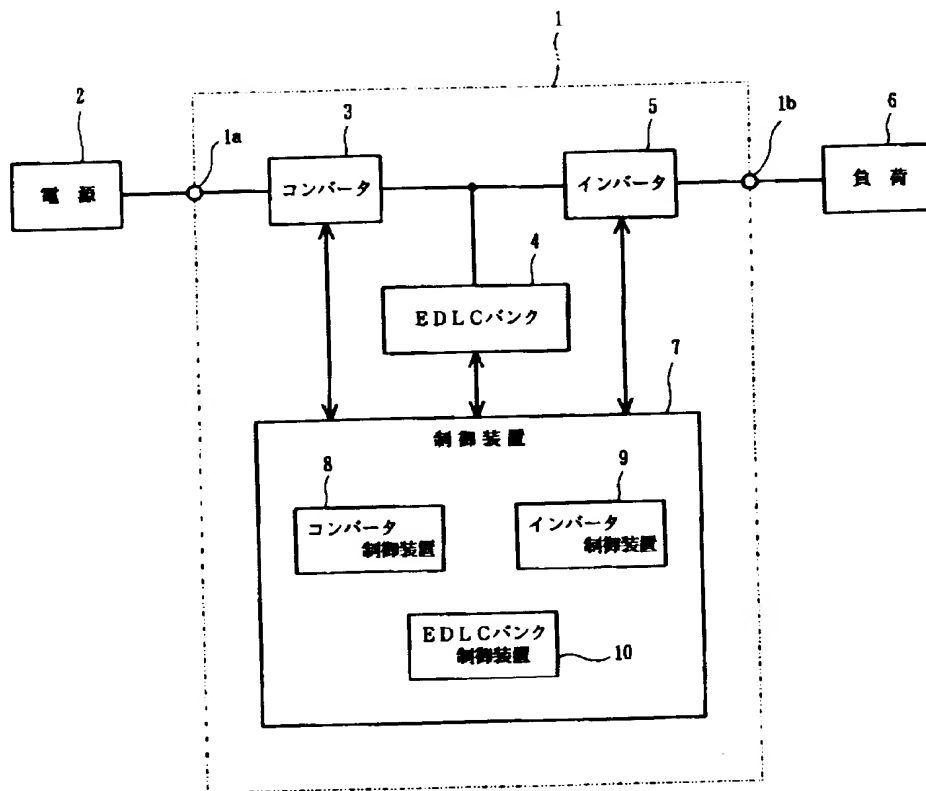 1
2
1a
3
5
1b
6
電源
コンバータ
インバータ
負荷
4
EDLCバンク
7
制御装置
8
9
コンバータ
制御装置
インバータ
制御装置
EDLCバンク
制御装置
10